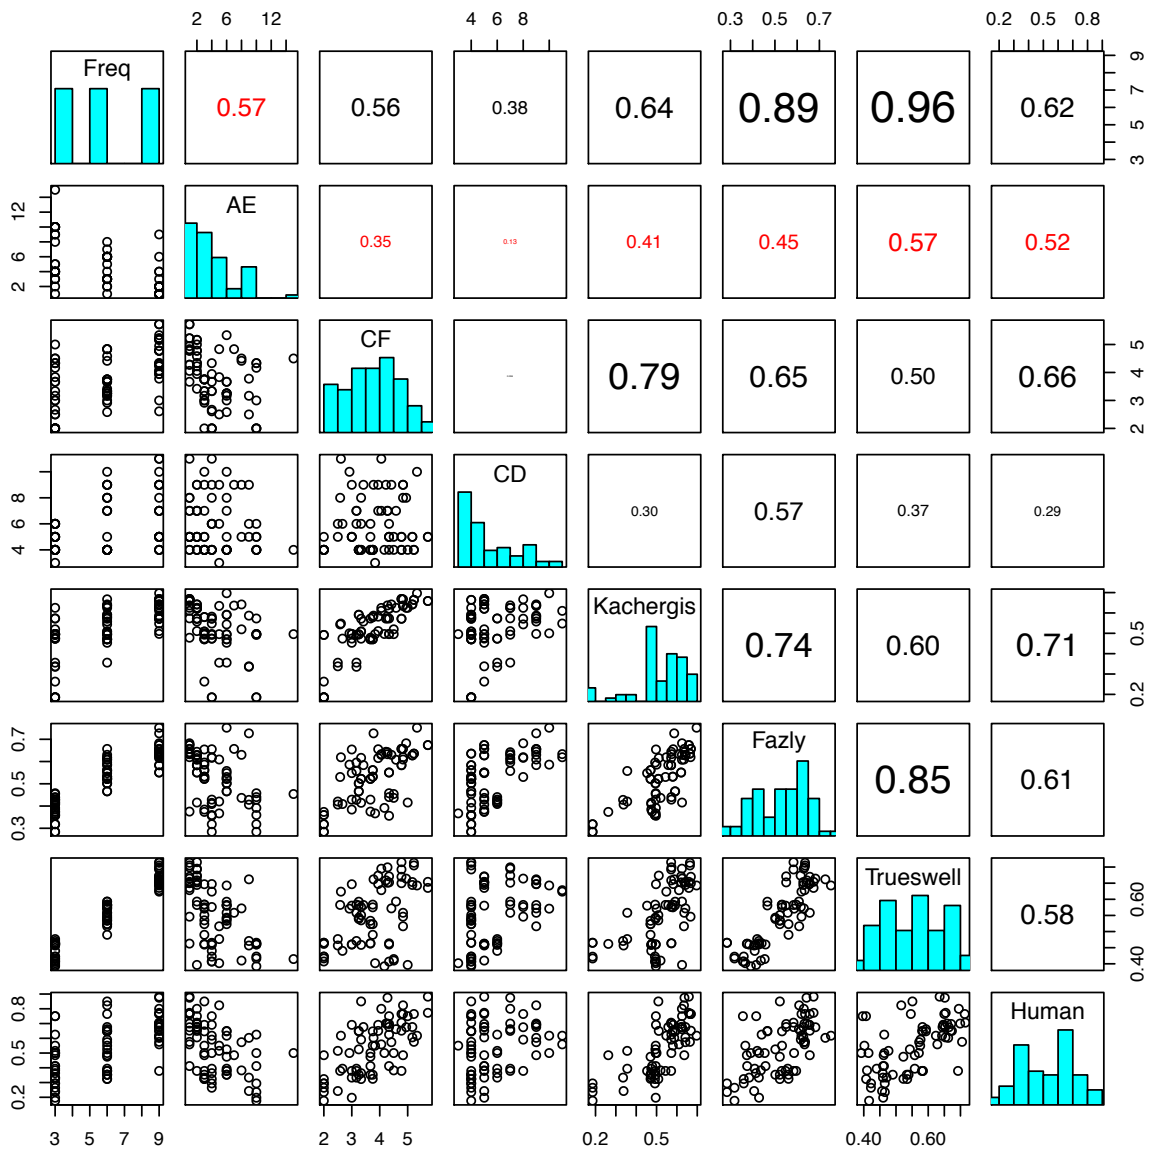 2 6 12 4 6 8 0.3 0.5 0.7 0.2 0.5 0.8
Freq 0.57 0.56 0.38 0.64 0.89 0.96 0.62 3 5 7 9
2 6 12 AE 0.35 0.13 0.41 0.45 0.57 0.52
CF 0.79 0.65 0.50 0.66 2 3 4 5
4 6 8 CD 0.30 0.57 0.37 0.29
Kachergis 0.74 0.60 0.71 0.2 0.5
0.3 0.5 0.7 Fazly 0.85 0.61
Trueswell 0.58 0.40 0.60
0.2 0.5 0.8 Human
3 5 7 9 2 3 4 5 0.2 0.5 0.40 0.60